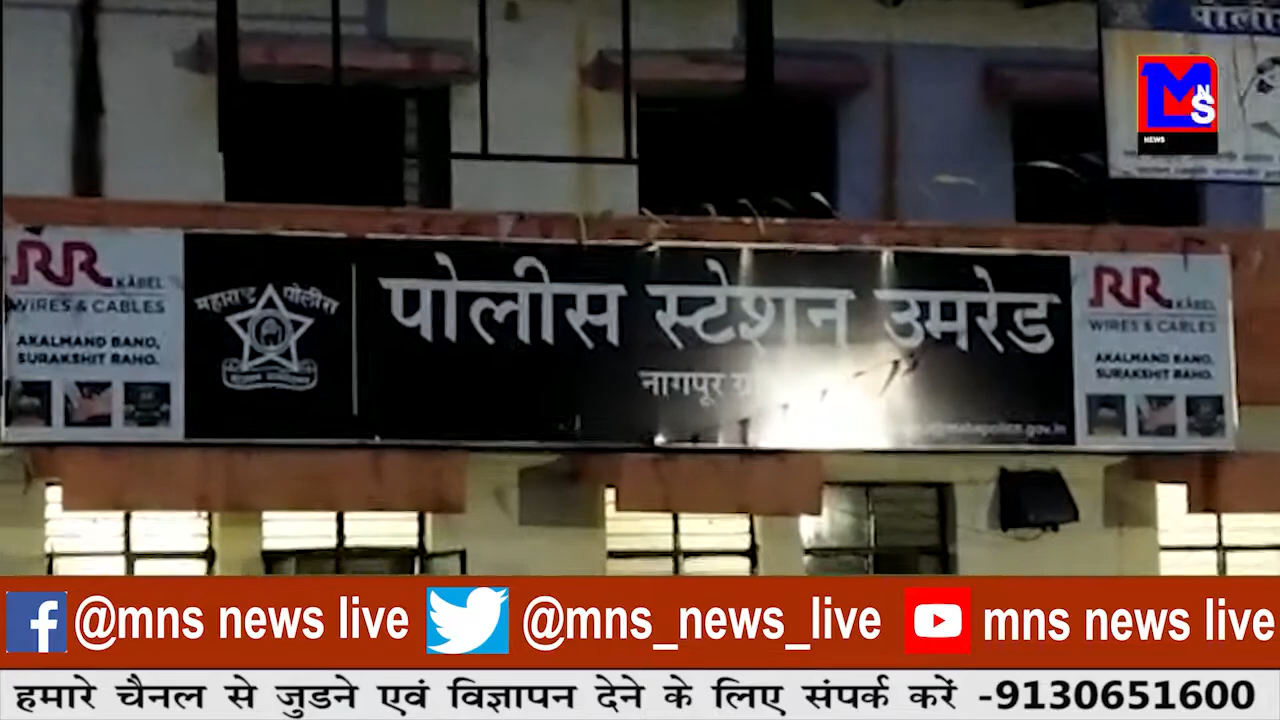 पोलीस
MNS
NEWS
RR
KABEL
WIRES & CABLES
AKALMAND BANO,
SURAKSHIT RAHO.
महाराष्ट्र पोलीस
पोलीस स्टेशन उमरेड
नागपूर
RR
KABEL
WIRES & CABLES
AKALMAND BANO,
SURAKSHIT RAHO.
@mns news live
@mns_news_live
mns news live
हमारे चैनल से जुडने एवं विज्ञापन देने के लिए संपर्क करें -9130651600